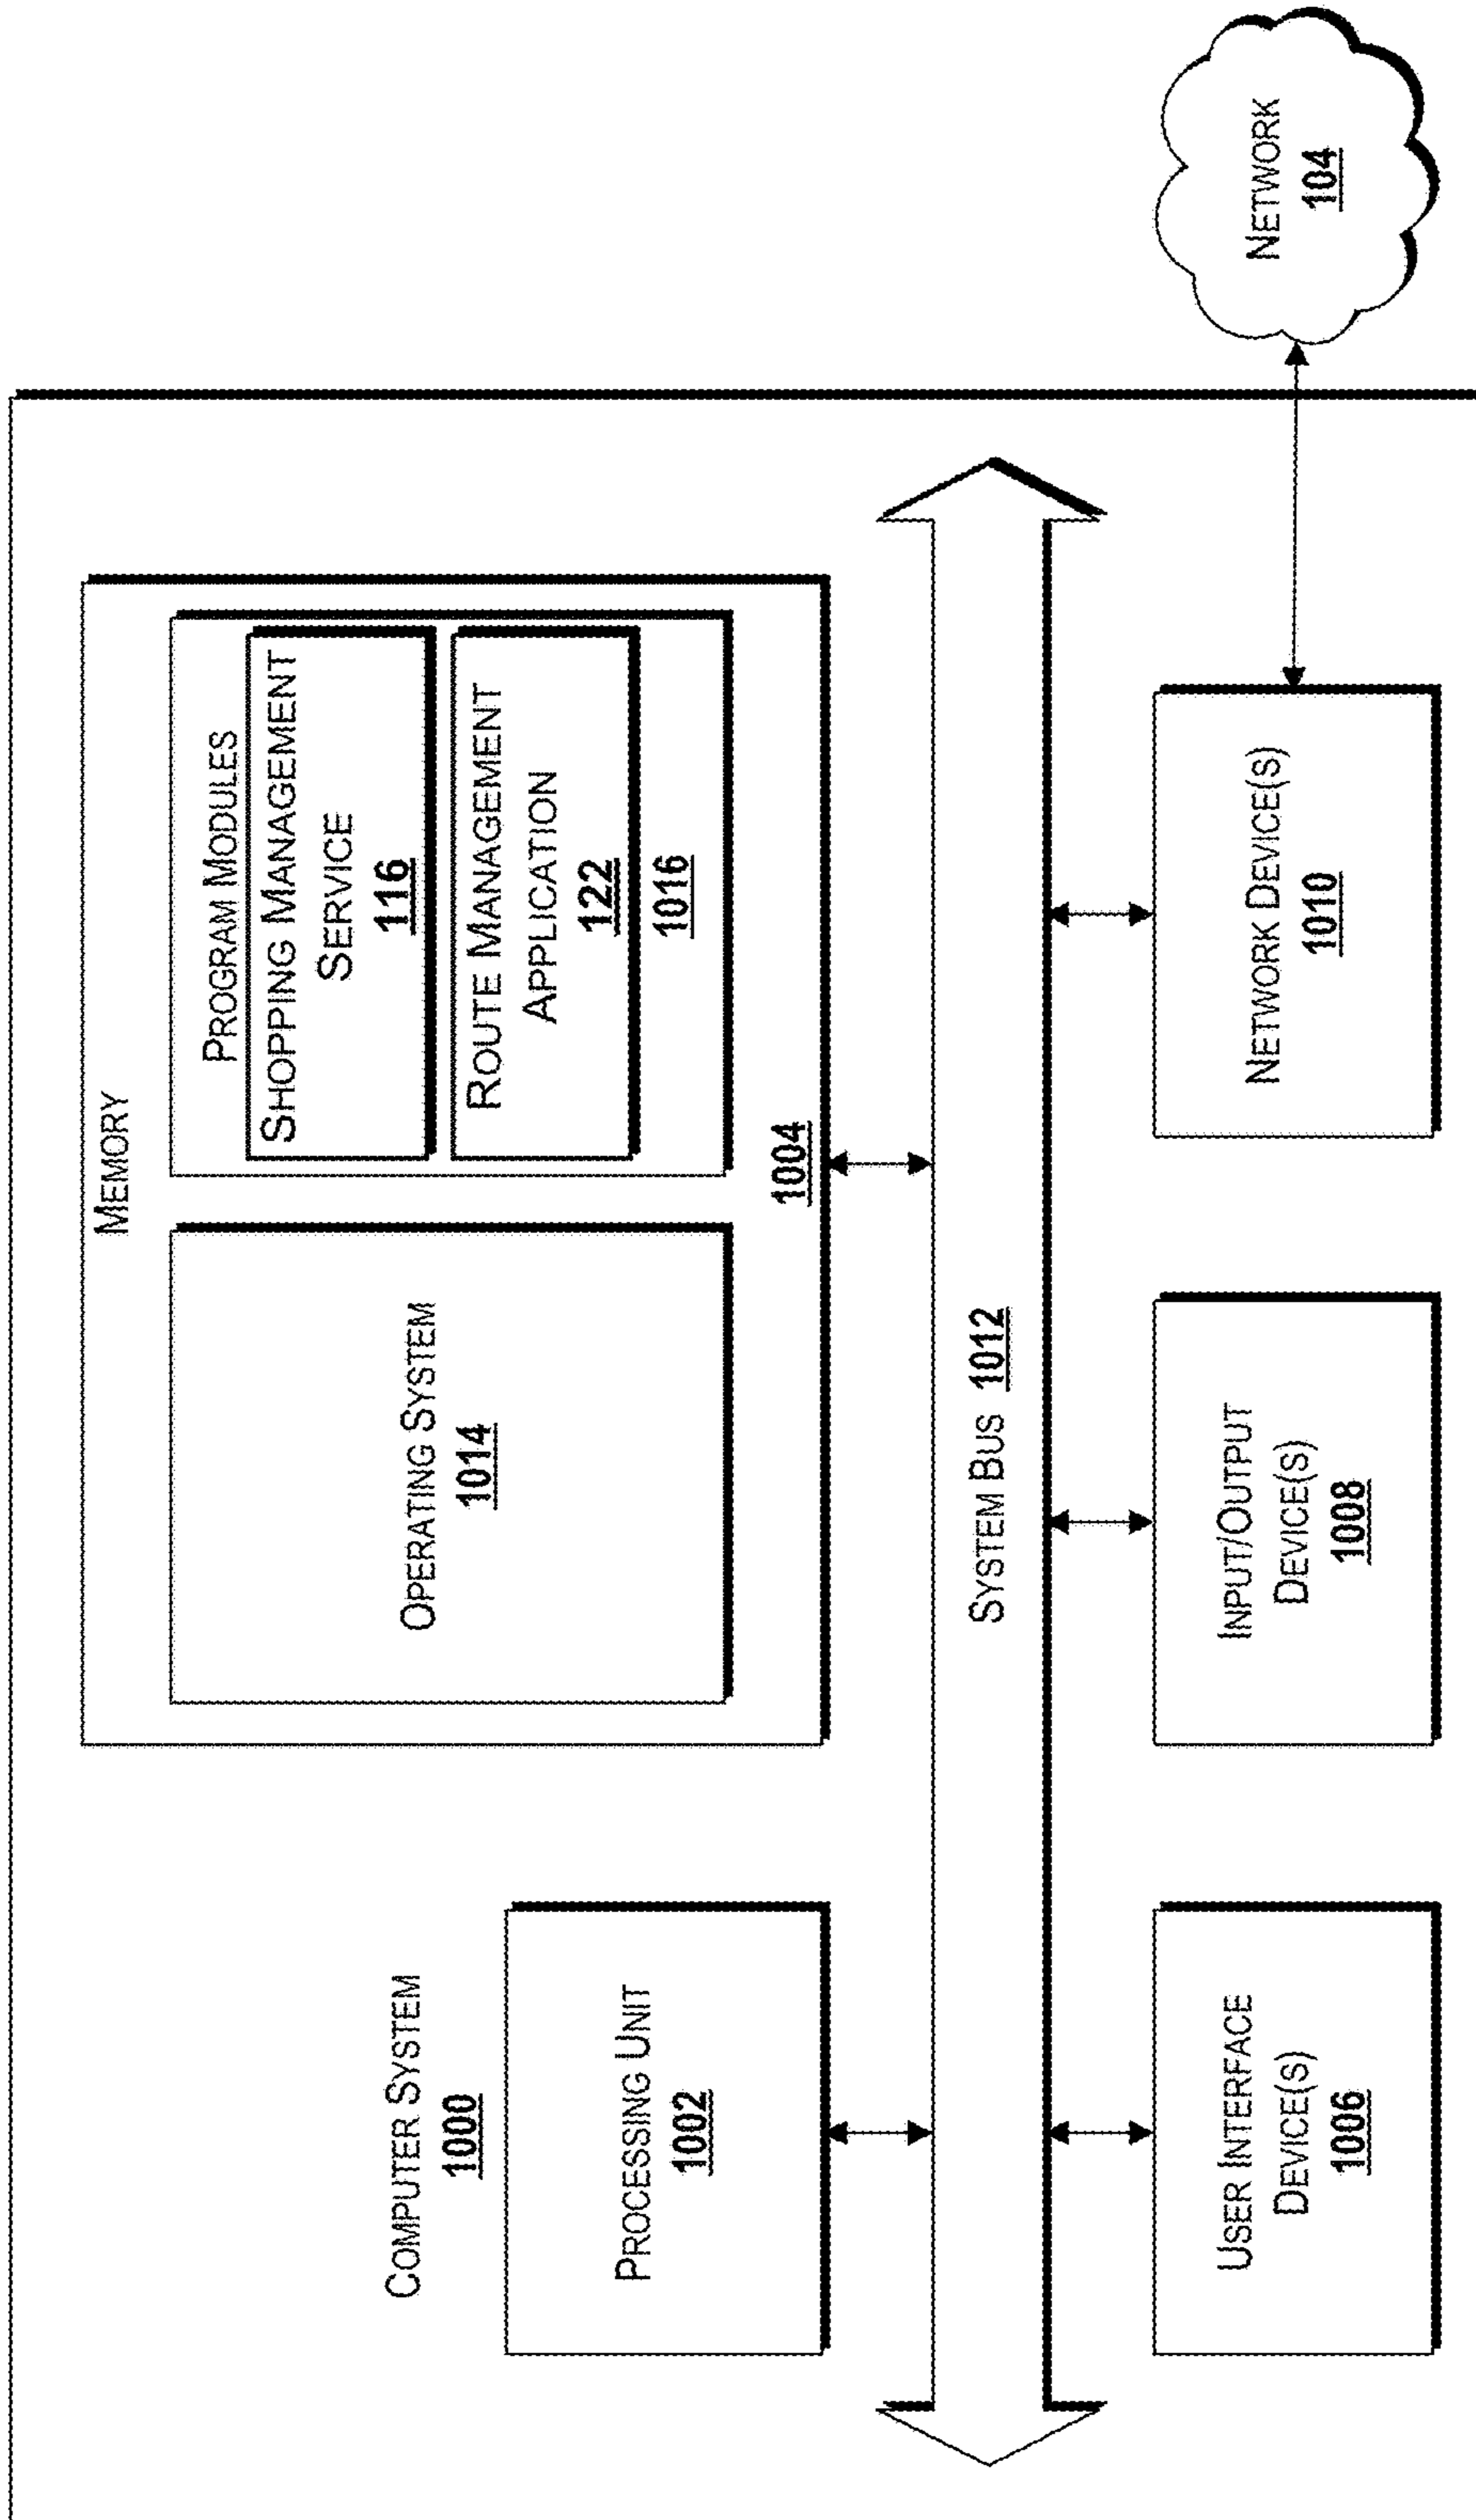 COMPUTER SYSTEM
1000
PROCESSING UNIT
1002
MEMORY
OPERATING SYSTEM
1014
PROGRAM MODULES
SHOPPING MANAGEMENT
SERVICE
116
ROUTE MANAGEMENT
APPLICATION
122
1016
1004
SYSTEM BUS 1012
USER INTERFACE
DEVICE(S)
1006
INPUT/OUTPUT
DEVICE(S)
1008
NETWORK DEVICE(S)
1010
NETWORK
104